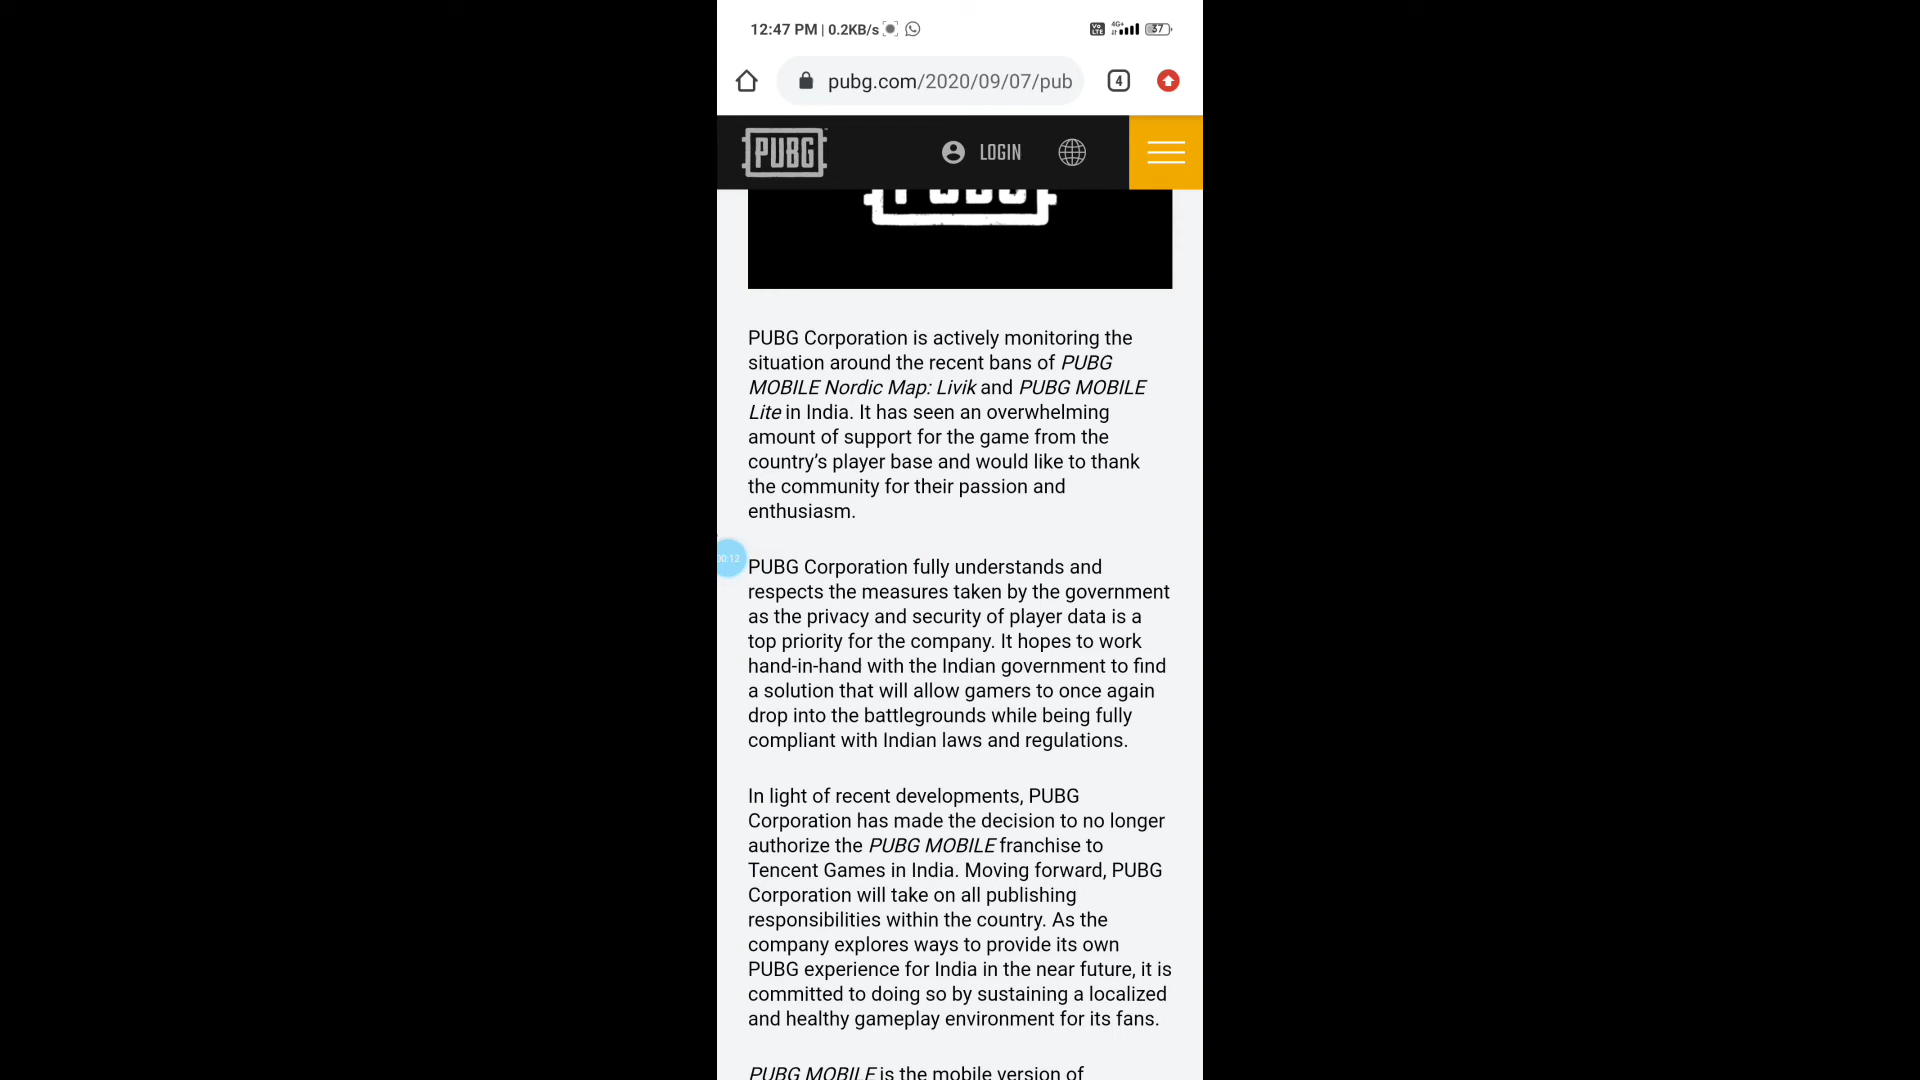 12:47 PM | 0.2KB/s
Vo LTE 4G+ 37
pubg.com/2020/09/07/pub
4
PUBG
LOGIN
PUBG
PUBG Corporation is actively monitoring the
situation around the recent bans of PUBG
MOBILE Nordic Map: Livik and PUBG MOBILE
Lite in India. It has seen an overwhelming
amount of support for the game from the
country’s player base and would like to thank
the community for their passion and
enthusiasm.
00:12
PUBG Corporation fully understands and
respects the measures taken by the government
as the privacy and security of player data is a
top priority for the company. It hopes to work
hand-in-hand with the Indian government to find
a solution that will allow gamers to once again
drop into the battlegrounds while being fully
compliant with Indian laws and regulations.
In light of recent developments, PUBG
Corporation has made the decision to no longer
authorize the PUBG MOBILE franchise to
Tencent Games in India. Moving forward, PUBG
Corporation will take on all publishing
responsibilities within the country. As the
company explores ways to provide its own
PUBG experience for India in the near future, it is
committed to doing so by sustaining a localized
and healthy gameplay environment for its fans.
PUBG MOBILE is the mobile version of